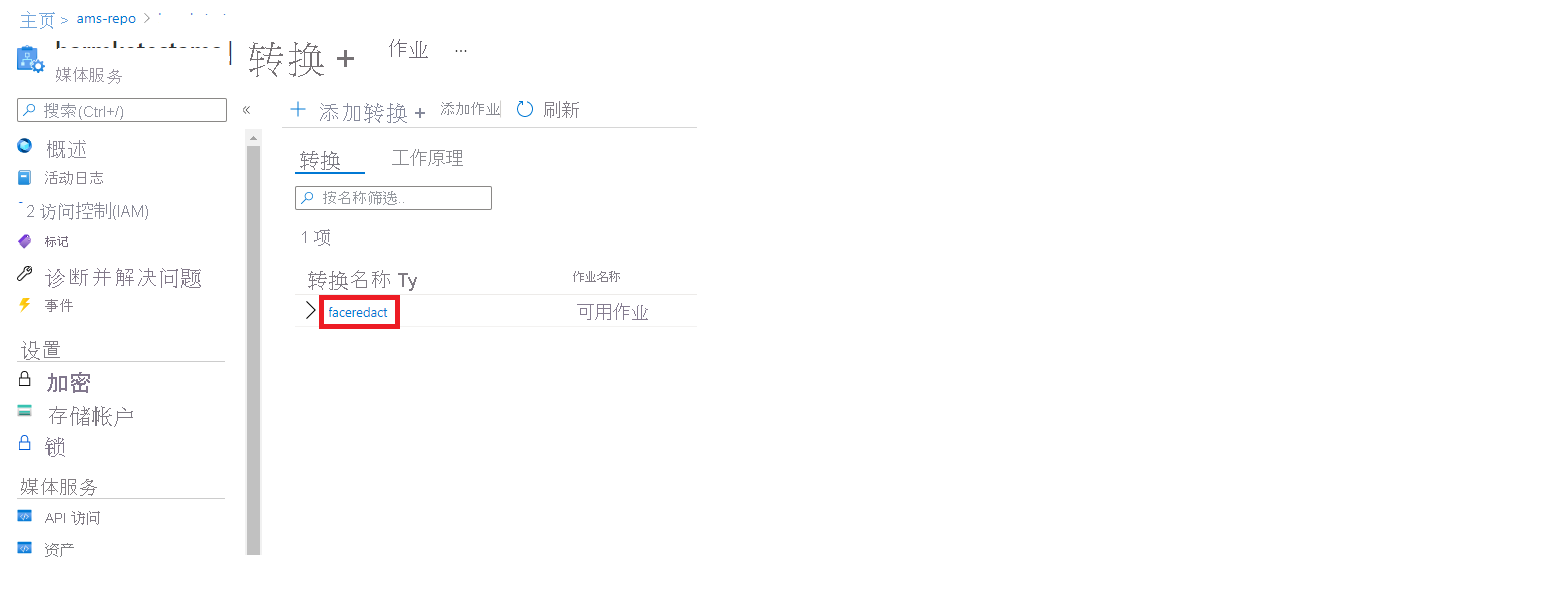 主页 > ams-repo >
转换 + 作业 ...
媒体服务
搜索(Ctrl+/) «
+ 添加转换 + 添加作业 刷新
概述
活动日志
2 访问控制(IAM)
标记
诊断并解决问题
事件
设置
加密
存储帐户
锁
媒体服务
API 访问
资产
转换 工作原理
按名称筛选..
1 项
转换名称 Ty 作业名称
faceredact 可用作业